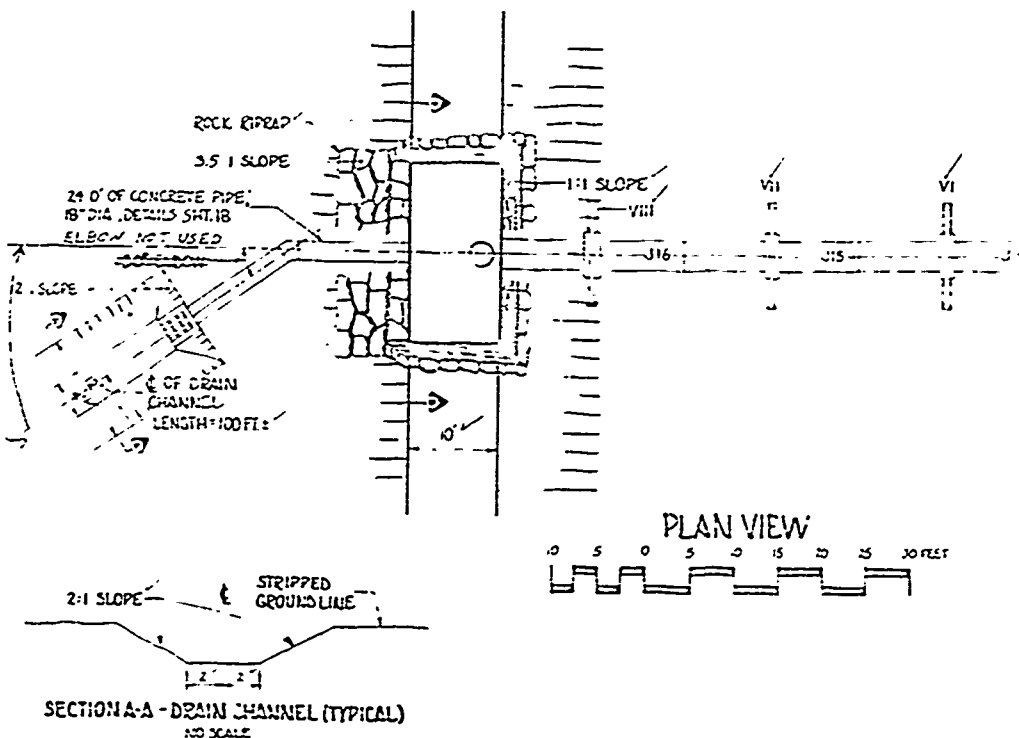 ROCK RIPRAP
3.5 1 SLOPE
24 0" OF CONCRETE PIPE,
18" DIA, DETAILS SHT. 18
ELBOW NOT USED
2 SLOPE
℄ OF DRAIN
CHANNEL
LENGTH=100 FT ±
1:1 SLOPE
VIII
VII
VI
J16
J15
J
10'
PLAN VIEW
10 5 0 5 10 15 20 25 30 FEET
2:1 SLOPE
℄ STRIPPED
GROUND LINE
2' 2'
SECTION A-A - DRAIN CHANNEL (TYPICAL)
NO SCALE